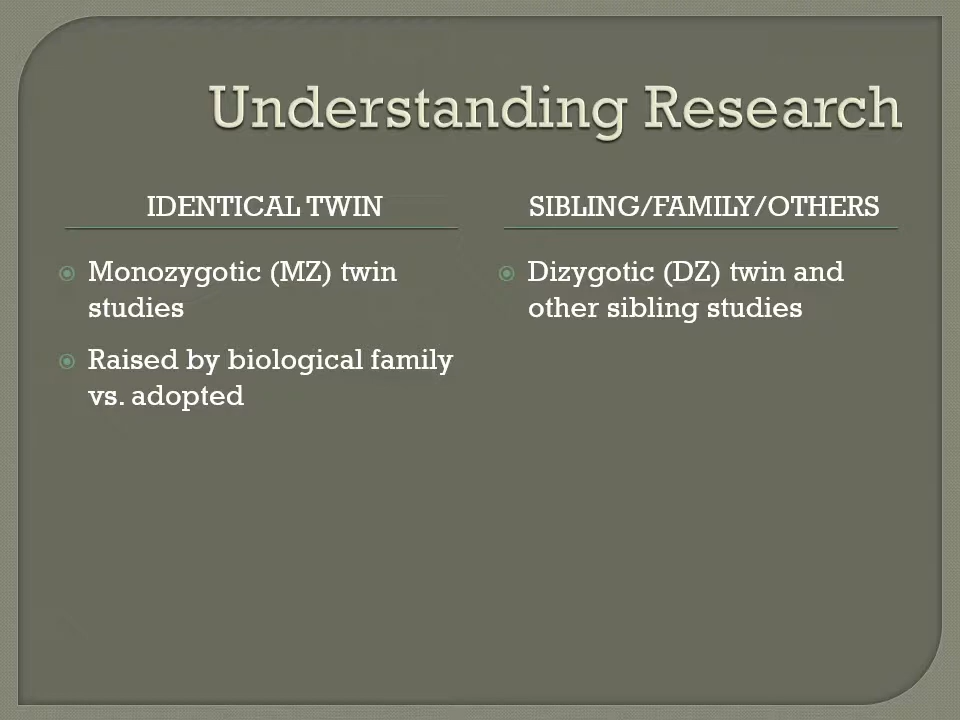 Understanding Research
IDENTICAL TWIN
Monozygotic (MZ) twin
studies
Raised by biological family
vs. adopted
SIBLING/FAMILY/OTHERS
Dizygotic (DZ) twin and
other sibling studies